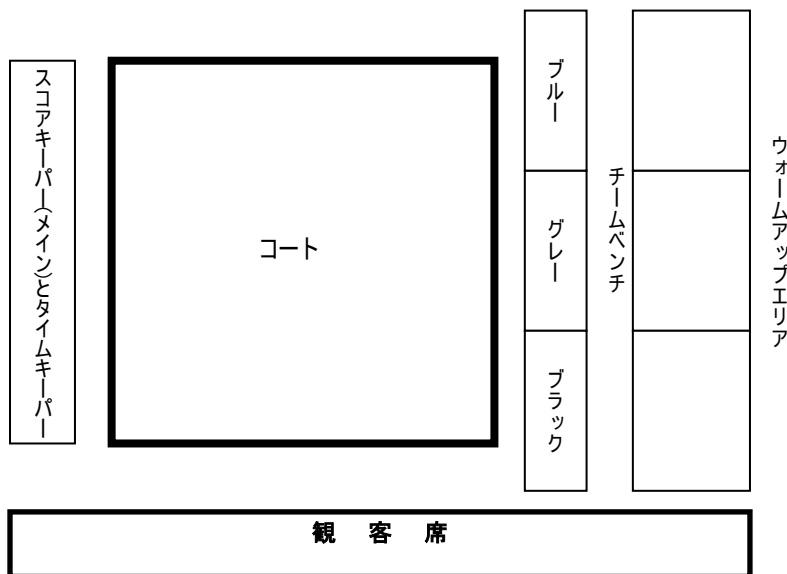 スコアキーパー(メイン)とタイムキーパー
コート
ブルー
グレー
ブラック
チームベンチ
ウォームアップエリア
観 客 席